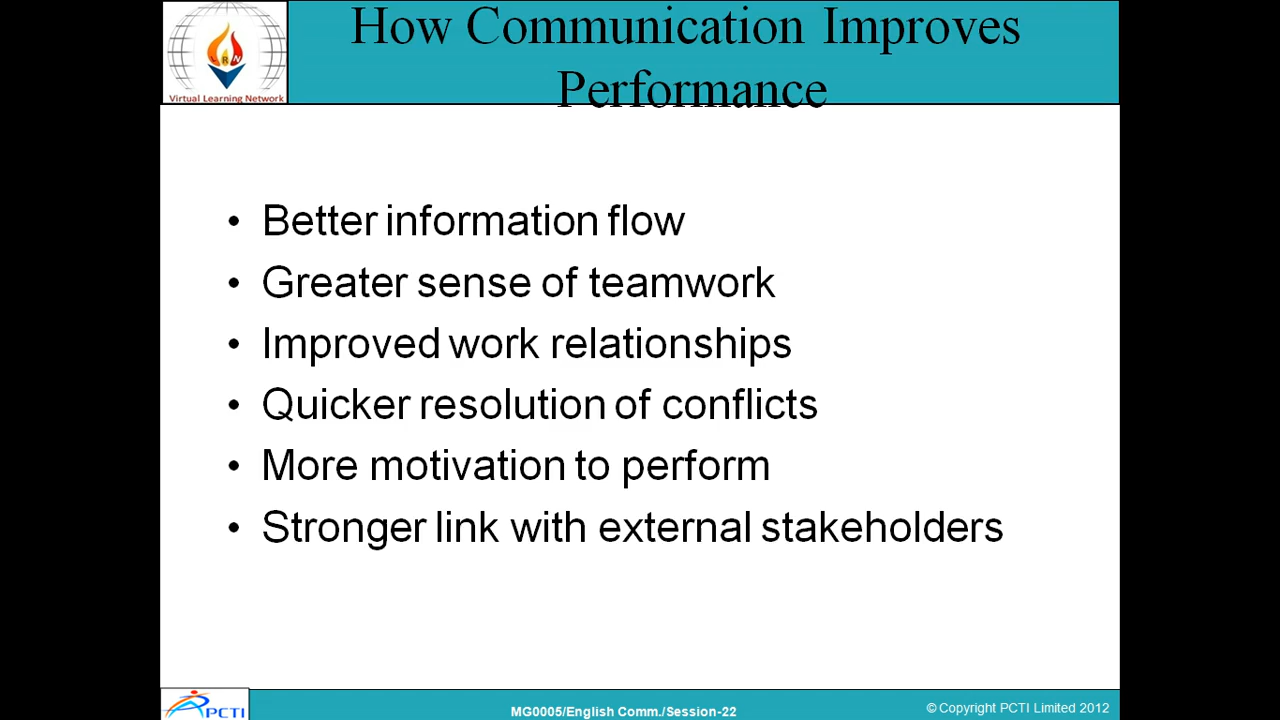 How Communication Improves
Performance
LRN
Virtual Learning Network
• Better information flow
• Greater sense of teamwork
• Improved work relationships
• Quicker resolution of conflicts
• More motivation to perform
• Stronger link with external stakeholders
PCTI
MG0005/English Comm./Session-22
© Copyright PCTI Limited 2012